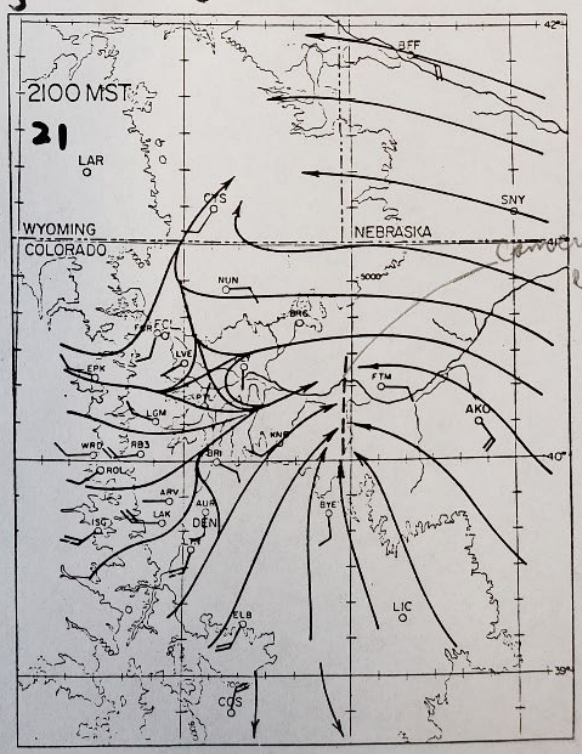 42°
BFF
2100 MST
21
LAR
CYS
SNY
WYOMING
NEBRASKA
COLORADO
5000
NUN
BRG
FCL
LVE
EPK
FTM
PTL
LGM
AKO
KNB
WRD
RB3
BRI
40°
ROL
ARV
AUR
LAK
DEN
BYE
ISG
ELB
LIC
39°
COS